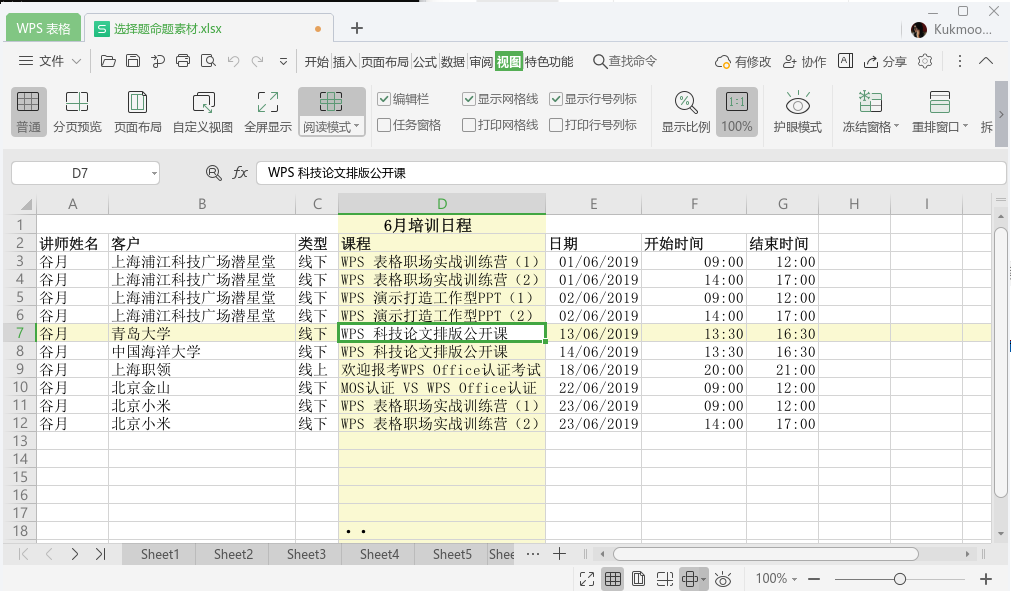 WPS 表格 选择题命题素材.xlsx
Kukmoo...
文件 开始 插入 页面布局 公式 数据 审阅 视图 特色功能 查找命令 有修改 协作 分享
编辑栏 显示网格线 显示行号列标
任务窗格 打印网格线 打印行号列标
普通 分页预览 页面布局 自定义视图 全屏显示 阅读模式 显示比例 100% 护眼模式 冻结窗格 重排窗口 拆
1:1
D7 fx WPS 科技论文排版公开课
A B C D E F G H I
1 6月培训日程
2 讲师姓名 客户 类型 课程 日期 开始时间 结束时间
3 谷月 上海浦江科技广场潜星堂 线下 WPS 表格职场实战训练营（1） 01/06/2019 09:00 12:00
4 谷月 上海浦江科技广场潜星堂 线下 WPS 表格职场实战训练营（2） 01/06/2019 14:00 17:00
5 谷月 上海浦江科技广场潜星堂 线下 WPS 演示打造工作型PPT（1） 02/06/2019 09:00 12:00
6 谷月 上海浦江科技广场潜星堂 线下 WPS 演示打造工作型PPT（2） 02/06/2019 14:00 17:00
7 谷月 青岛大学 线下 WPS 科技论文排版公开课 13/06/2019 13:30 16:30
8 谷月 中国海洋大学 线下 WPS 科技论文排版公开课 14/06/2019 13:30 16:30
9 谷月 上海职领 线上 欢迎报考WPS Office认证考试 18/06/2019 20:00 21:00
10 谷月 北京金山 线下 MOS认证 VS WPS Office认证 22/06/2019 09:00 12:00
11 谷月 北京小米 线下 WPS 表格职场实战训练营（1） 23/06/2019 09:00 12:00
12 谷月 北京小米 线下 WPS 表格职场实战训练营（2） 23/06/2019 14:00 17:00
13
14
15
16
17
18
Sheet1 Sheet2 Sheet3 Sheet4 Sheet5 Shee ...
100%